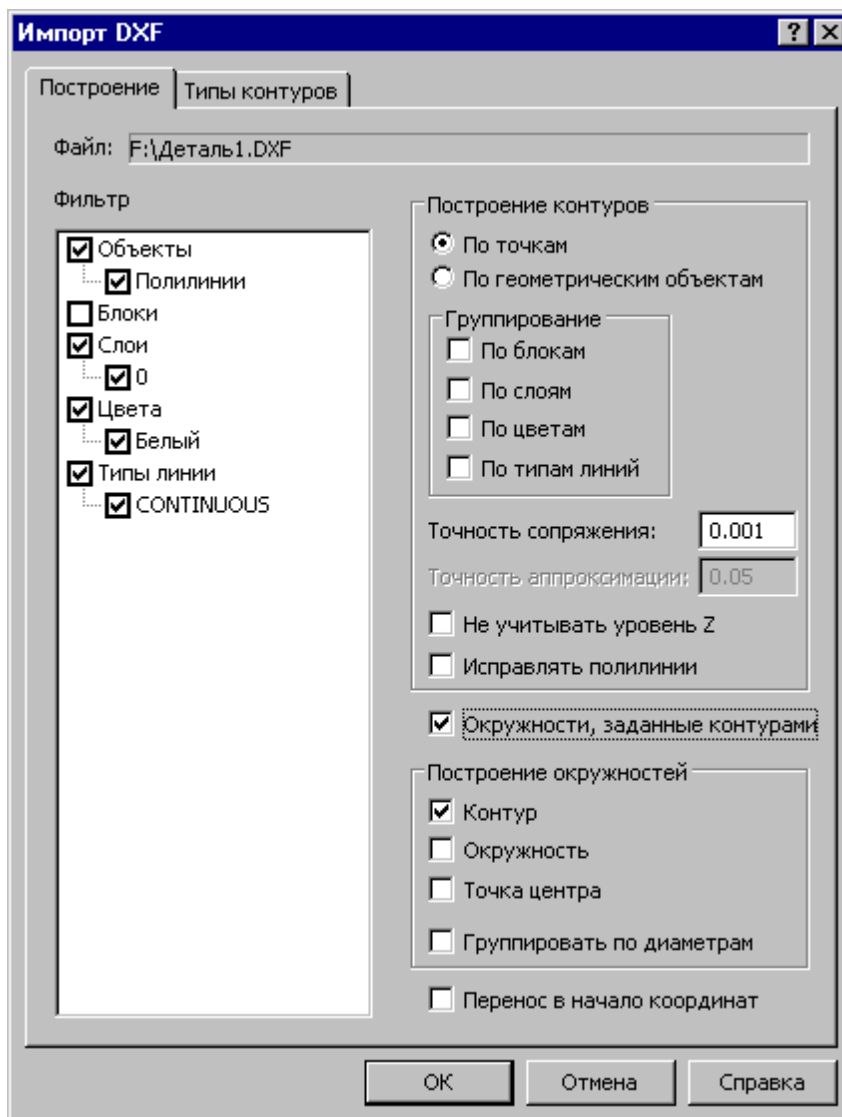 Импорт DXF
Построение
Типы контуров
Файл: F:\Деталь1.DXF
Фильтр
Объекты
Полилинии
Блоки
Слои
0
Цвета
Белый
Типы линии
CONTINUOUS
Построение контуров
По точкам
По геометрическим объектам
Группирование
По блокам
По слоям
По цветам
По типам линий
Точность сопряжения: 0.001
Точность аппроксимации: 0.05
Не учитывать уровень Z
Исправлять полилинии
Окружности, заданные контурами
Построение окружностей
Контур
Окружность
Точка центра
Группировать по диаметрам
Перенос в начало координат
ОК
Отмена
Справка